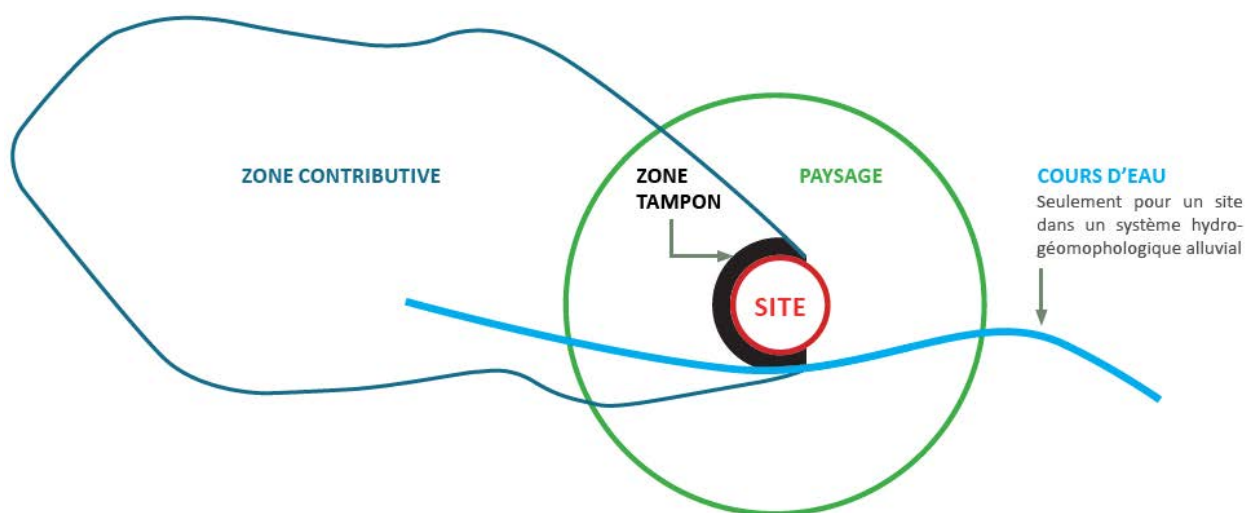 ZONE CONTRIBUTIVE
ZONE
TAMPON
PAYSAGE
COURS D'EAU
Seulement pour un site
dans un système hydro-
géomophologique alluvial
SITE